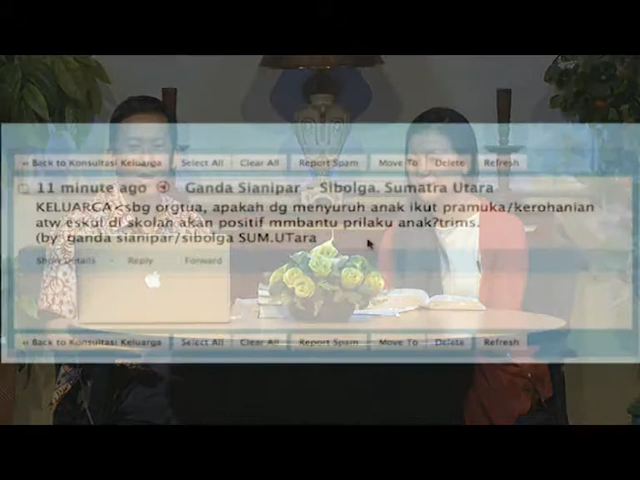 ‹‹ Back to Konsultasi Keluarga Select All Clear All Report Spam Move To Delete Refresh
11 minute ago Ganda Sianipar – Sibolga. Sumatra Utara
KELUARCA<sbg orgtua, apakah dg menyuruh anak ikut pramuka/kerohanian
atw eskul di skolah akan positif mmbantu prilaku anak?trims.
(by ganda sianipar/sibolga SUM.UTara
Show Details - Reply Forward
‹‹ Back to Konsultasi Keluarga Select All Clear All Report Spam Move To Delete Refresh